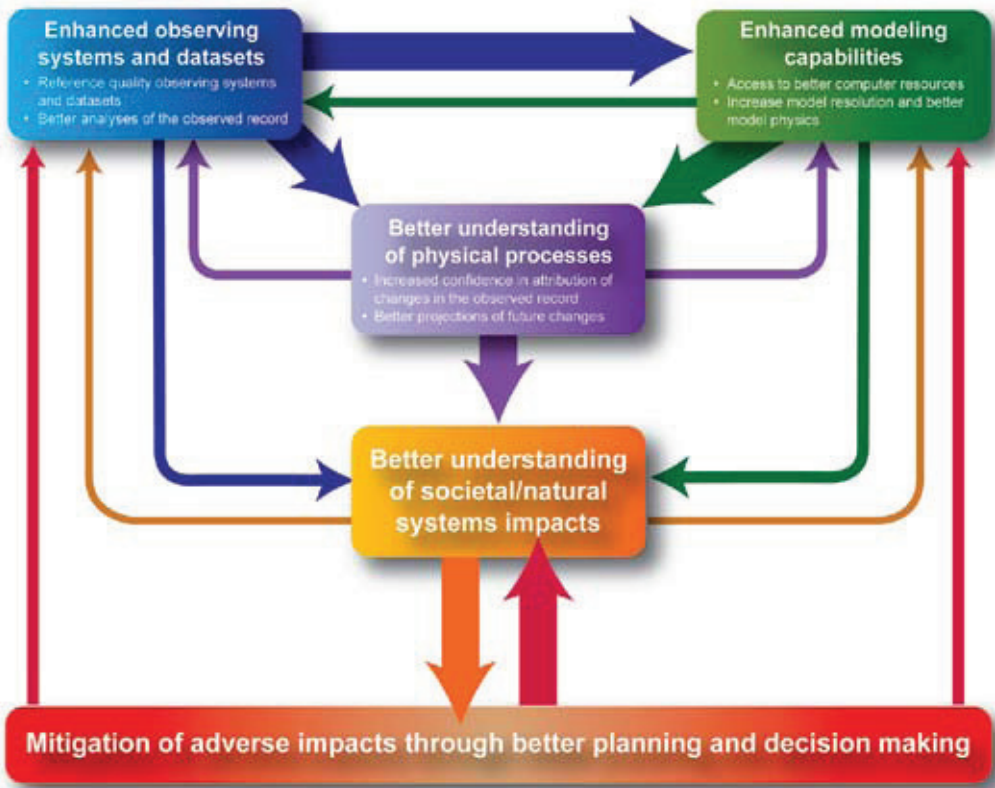 Enhanced observing
systems and datasets
• Reference quality observing systems
and datasets
• Better analyses of the observed record
Enhanced modeling
capabilities
• Access to better computer resources
• Increase model resolution and better
model physics
Better understanding
of physical processes
• Increased confidence in attribution of
changes in the observed record
• Better projections of future changes
Better understanding
of societal/natural
systems impacts
Mitigation of adverse impacts through better planning and decision making